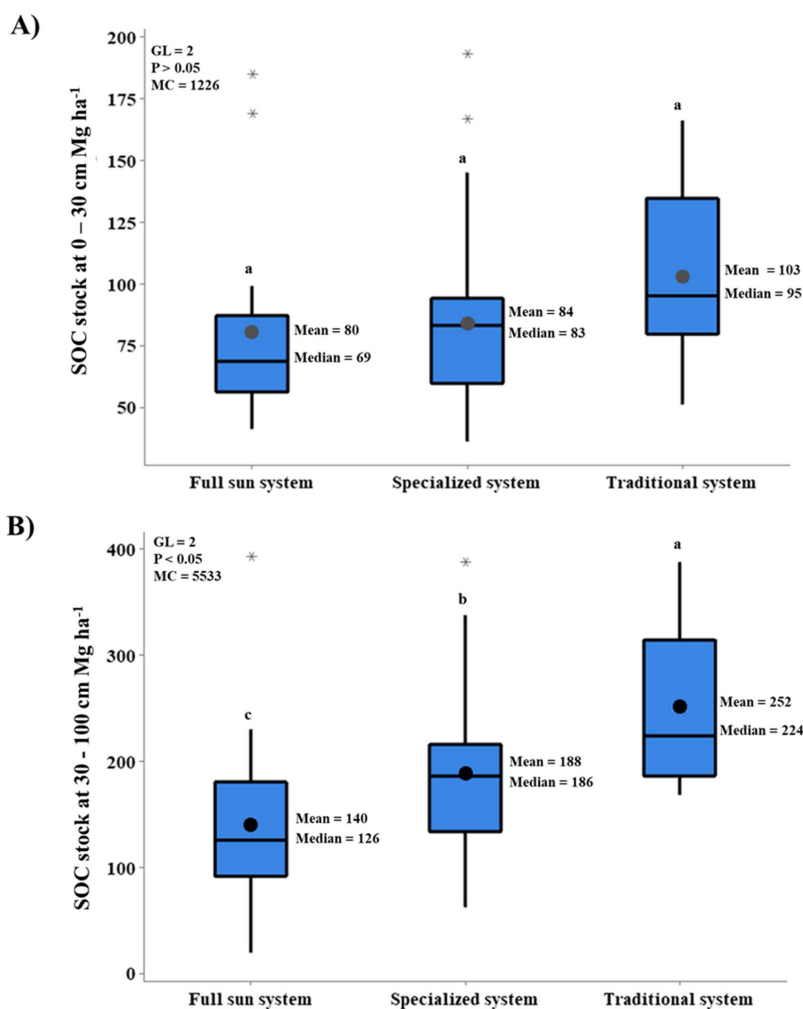 A)
GL = 2
P > 0.05
MC = 1226
SOC stock at 0 – 30 cm Mg ha-1
200
175
150
125
100
75
50
a
a
a
Mean = 80
Median = 69
Mean = 84
Median = 83
Mean = 103
Median = 95
Full sun system
Specialized system
Traditional system
B)
GL = 2
P < 0.05
MC = 5533
SOC stock at 30 - 100 cm Mg ha-1
400
300
200
100
0
c
b
a
Mean = 140
Median = 126
Mean = 188
Median = 186
Mean = 252
Median = 224
Full sun system
Specialized system
Traditional system